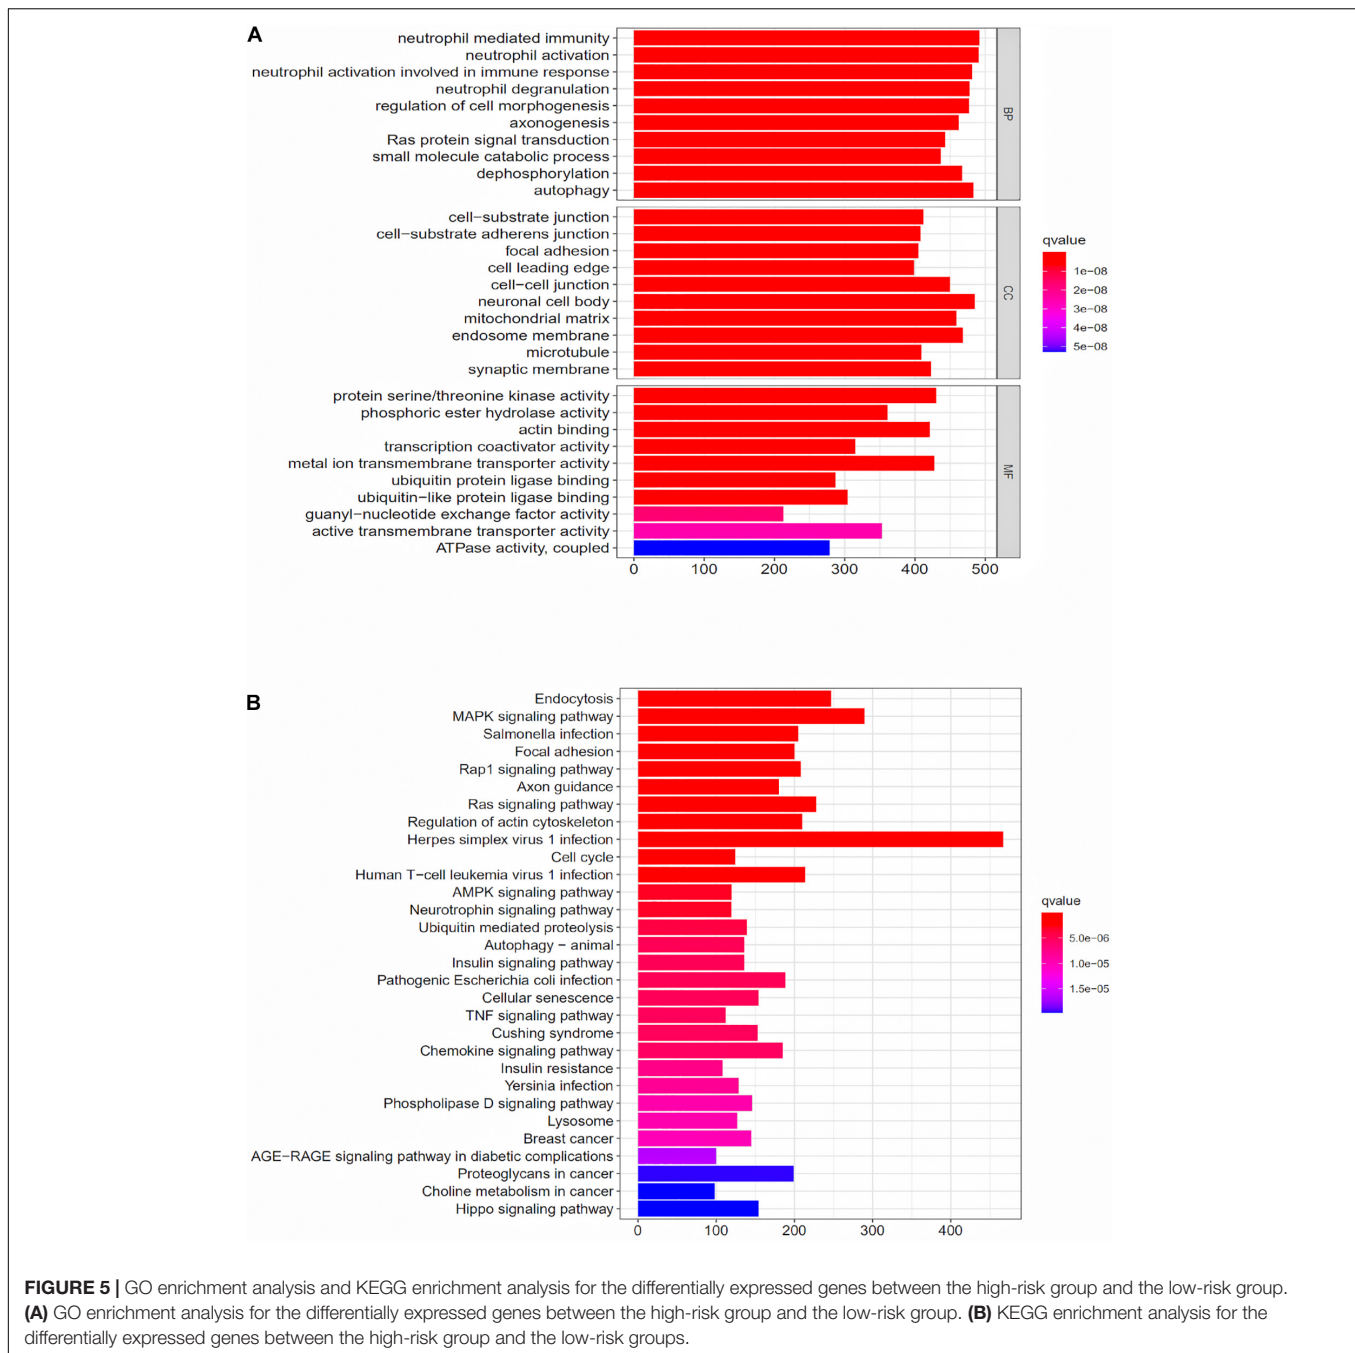 A
neutrophil mediated immunity
neutrophil activation
neutrophil activation involved in immune response
neutrophil degranulation
regulation of cell morphogenesis
axonogenesis
Ras protein signal transduction
small molecule catabolic process
dephosphorylation
autophagy
BP
cell−substrate junction
cell−substrate adherens junction
focal adhesion
cell leading edge
cell−cell junction
neuronal cell body
mitochondrial matrix
endosome membrane
microtubule
synaptic membrane
CC
protein serine/threonine kinase activity
phosphoric ester hydrolase activity
actin binding
transcription coactivator activity
metal ion transmembrane transporter activity
ubiquitin protein ligase binding
ubiquitin−like protein ligase binding
guanyl−nucleotide exchange factor activity
active transmembrane transporter activity
ATPase activity, coupled
MF
0 100 200 300 400 500
qvalue
1e−08
2e−08
3e−08
4e−08
5e−08
B
Endocytosis
MAPK signaling pathway
Salmonella infection
Focal adhesion
Rap1 signaling pathway
Axon guidance
Ras signaling pathway
Regulation of actin cytoskeleton
Herpes simplex virus 1 infection
Cell cycle
Human T−cell leukemia virus 1 infection
AMPK signaling pathway
Neurotrophin signaling pathway
Ubiquitin mediated proteolysis
Autophagy − animal
Insulin signaling pathway
Pathogenic Escherichia coli infection
Cellular senescence
TNF signaling pathway
Cushing syndrome
Chemokine signaling pathway
Insulin resistance
Yersinia infection
Phospholipase D signaling pathway
Lysosome
Breast cancer
AGE−RAGE signaling pathway in diabetic complications
Proteoglycans in cancer
Choline metabolism in cancer
Hippo signaling pathway
0 100 200 300 400
qvalue
5.0e−06
1.0e−05
1.5e−05
FIGURE 5 | GO enrichment analysis and KEGG enrichment analysis for the differentially expressed genes between the high-risk group and the low-risk group.
(A) GO enrichment analysis for the differentially expressed genes between the high-risk group and the low-risk group. (B) KEGG enrichment analysis for the
differentially expressed genes between the high-risk group and the low-risk groups.